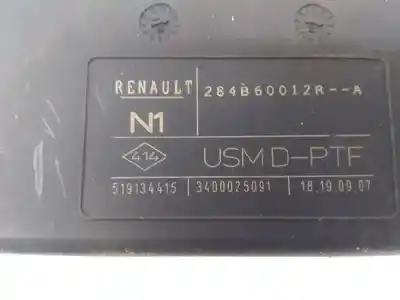 RENAULT 284B60012R--A
N1
414 USM D-PTF
519134415 3400025091 18.19.09.07